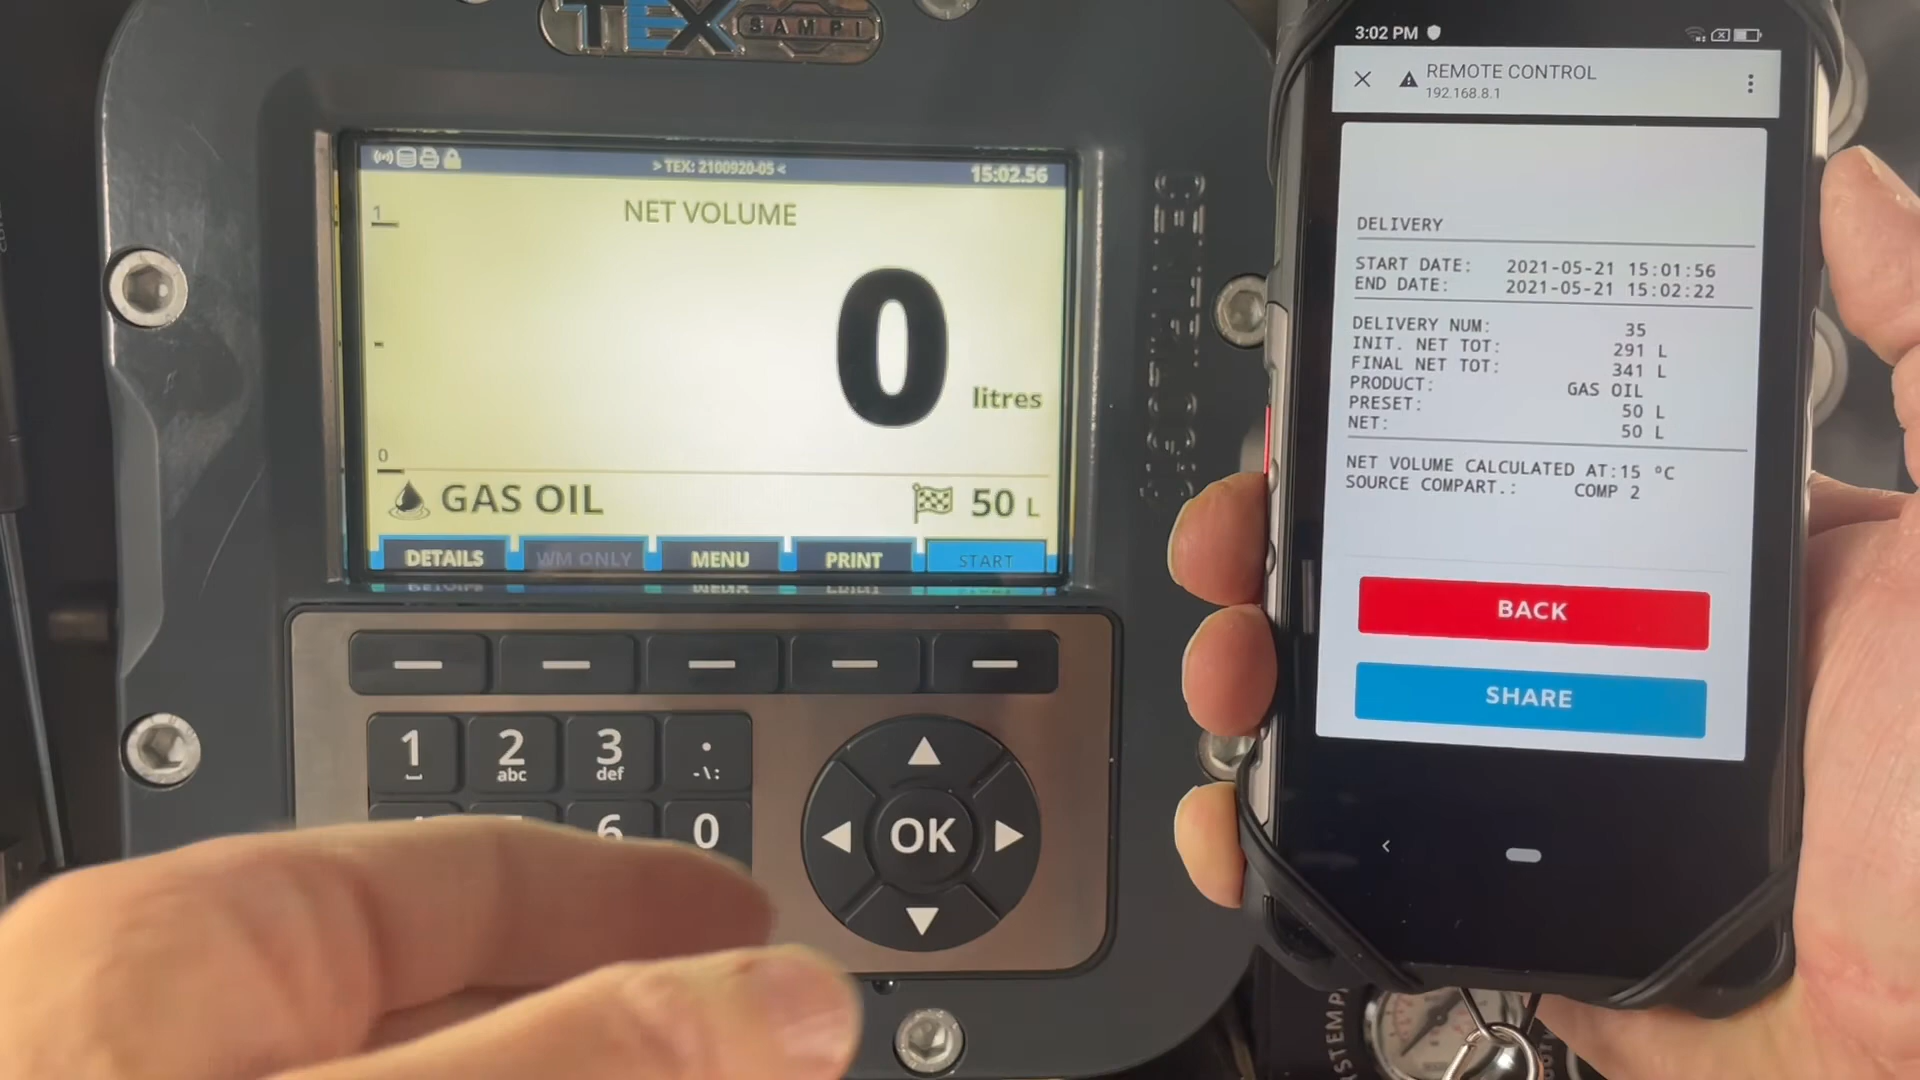 TEX
SAMPI
> TEX: 2100920-05 <
15:02.56
NET VOLUME
1
0
litres
0
GAS OIL
50 L
DETAILS
WM ONLY
MENU
PRINT
START
1
2
abc
3
def
.
-\:
6
0
OK
3:02 PM
REMOTE CONTROL
192.168.8.1
DELIVERY
START DATE: 2021-05-21 15:01:56
END DATE: 2021-05-21 15:02:22
DELIVERY NUM: 35
INIT. NET TOT: 291 L
FINAL NET TOT: 341 L
PRODUCT: GAS OIL
PRESET: 50 L
NET: 50 L
NET VOLUME CALCULATED AT:15 ºC
SOURCE COMPART.: COMP 2
BACK
SHARE